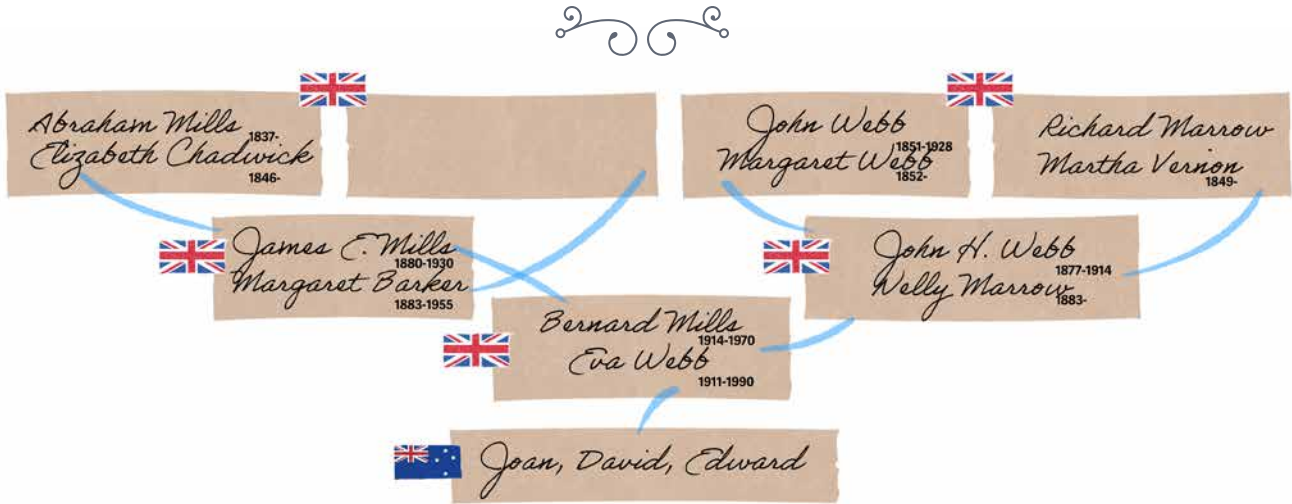 Abraham Mills
1837-
Elizabeth Chadwick
1846-
John Webb
1851-1928
Margaret Webb
1852-
Richard Marrow
Martha Vernon
1849-
James E. Mills
1880-1930
Margaret Barker
1883-1955
John H. Webb
1877-1914
Nelly Marrow
1883-
Bernard Mills
1914-1970
Eva Webb
1911-1990
Joan, David, Edward